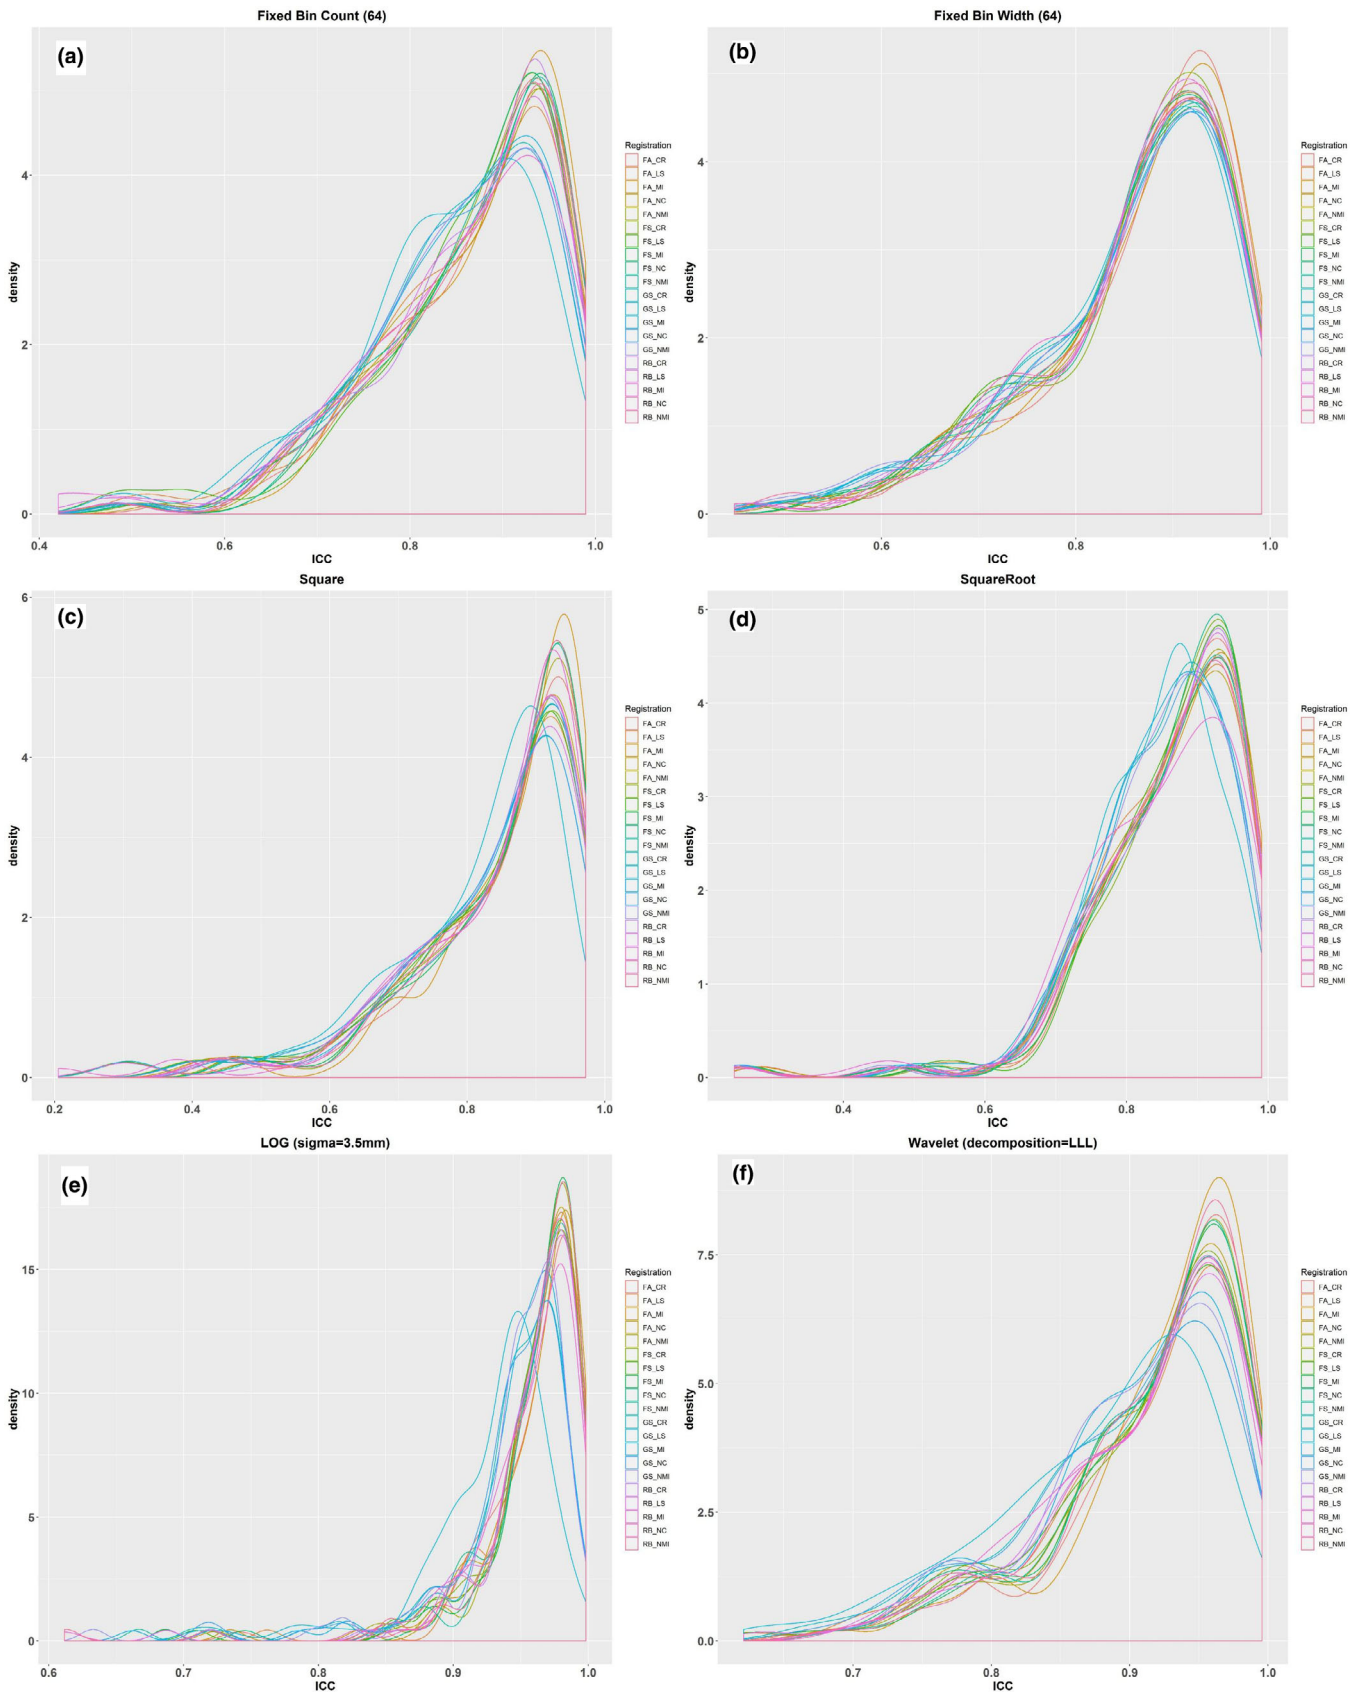 Fixed Bin Count (64)
(a)
density
4
2
0
0.4 0.6 0.8 1.0
ICC
Registration
FA_CR
FA_LS
FA_MI
FA_NC
FA_NMI
FS_CR
FS_LS
FS_MI
FS_NC
FS_NMI
GS_CR
GS_LS
GS_MI
GS_NC
GS_NMI
RB_CR
RB_LS
RB_MI
RB_NC
RB_NMI
Fixed Bin Width (64)
(b)
density
4
2
0
0.6 0.8 1.0
ICC
Registration
FA_CR
FA_LS
FA_MI
FA_NC
FA_NMI
FS_CR
FS_LS
FS_MI
FS_NC
FS_NMI
GS_CR
GS_LS
GS_MI
GS_NC
GS_NMI
RB_CR
RB_LS
RB_MI
RB_NC
RB_NMI
Square
(c)
density
6
4
2
0
0.2 0.4 0.6 0.8 1.0
ICC
Registration
FA_CR
FA_LS
FA_MI
FA_NC
FA_NMI
FS_CR
FS_LS
FS_MI
FS_NC
FS_NMI
GS_CR
GS_LS
GS_MI
GS_NC
GS_NMI
RB_CR
RB_LS
RB_MI
RB_NC
RB_NMI
SquareRoot
(d)
density
5
4
3
2
1
0
0.4 0.6 0.8 1.0
ICC
Registration
FA_CR
FA_LS
FA_MI
FA_NC
FA_NMI
FS_CR
FS_LS
FS_MI
FS_NC
FS_NMI
GS_CR
GS_LS
GS_MI
GS_NC
GS_NMI
RB_CR
RB_LS
RB_MI
RB_NC
RB_NMI
LOG (sigma=3.5mm)
(e)
density
15
10
5
0
0.6 0.7 0.8 0.9 1.0
ICC
Registration
FA_CR
FA_LS
FA_MI
FA_NC
FA_NMI
FS_CR
FS_LS
FS_MI
FS_NC
FS_NMI
GS_CR
GS_LS
GS_MI
GS_NC
GS_NMI
RB_CR
RB_LS
RB_MI
RB_NC
RB_NMI
Wavelet (decomposition=LLL)
(f)
density
7.5
5.0
2.5
0.0
0.7 0.8 0.9 1.0
ICC
Registration
FA_CR
FA_LS
FA_MI
FA_NC
FA_NMI
FS_CR
FS_LS
FS_MI
FS_NC
FS_NMI
GS_CR
GS_LS
GS_MI
GS_NC
GS_NMI
RB_CR
RB_LS
RB_MI
RB_NC
RB_NMI